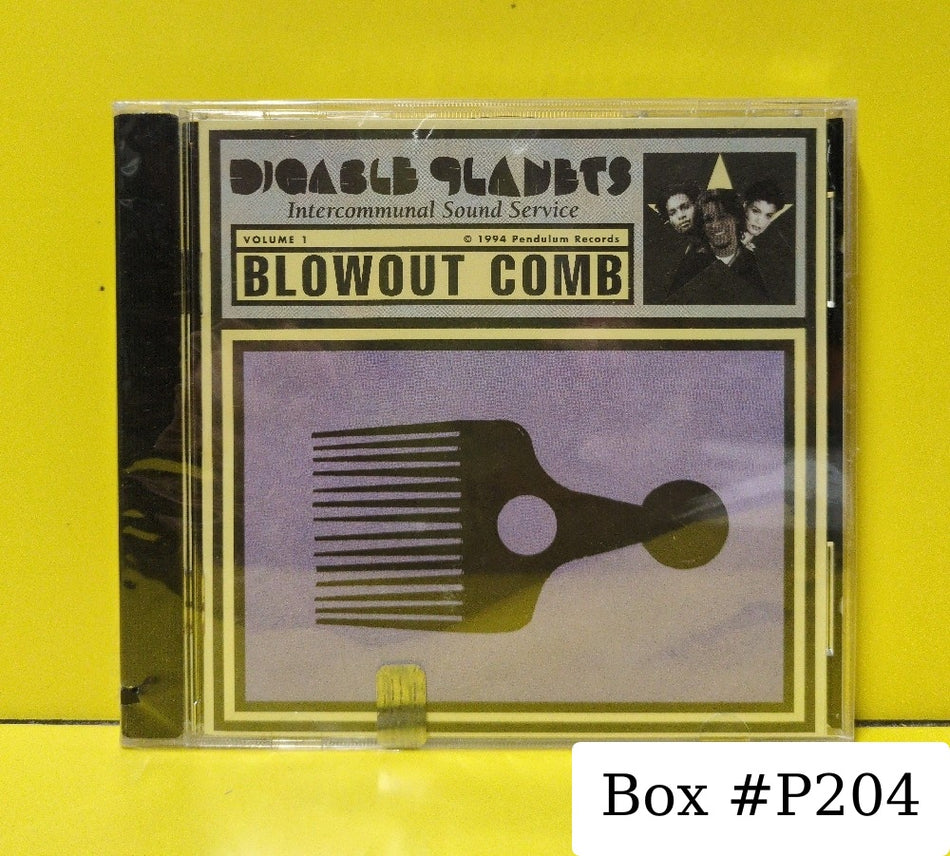 DIGABLE PLANETS
Intercommunal Sound Service
VOLUME 1 © 1994 Pendulum Records
BLOWOUT COMB
Box #P204